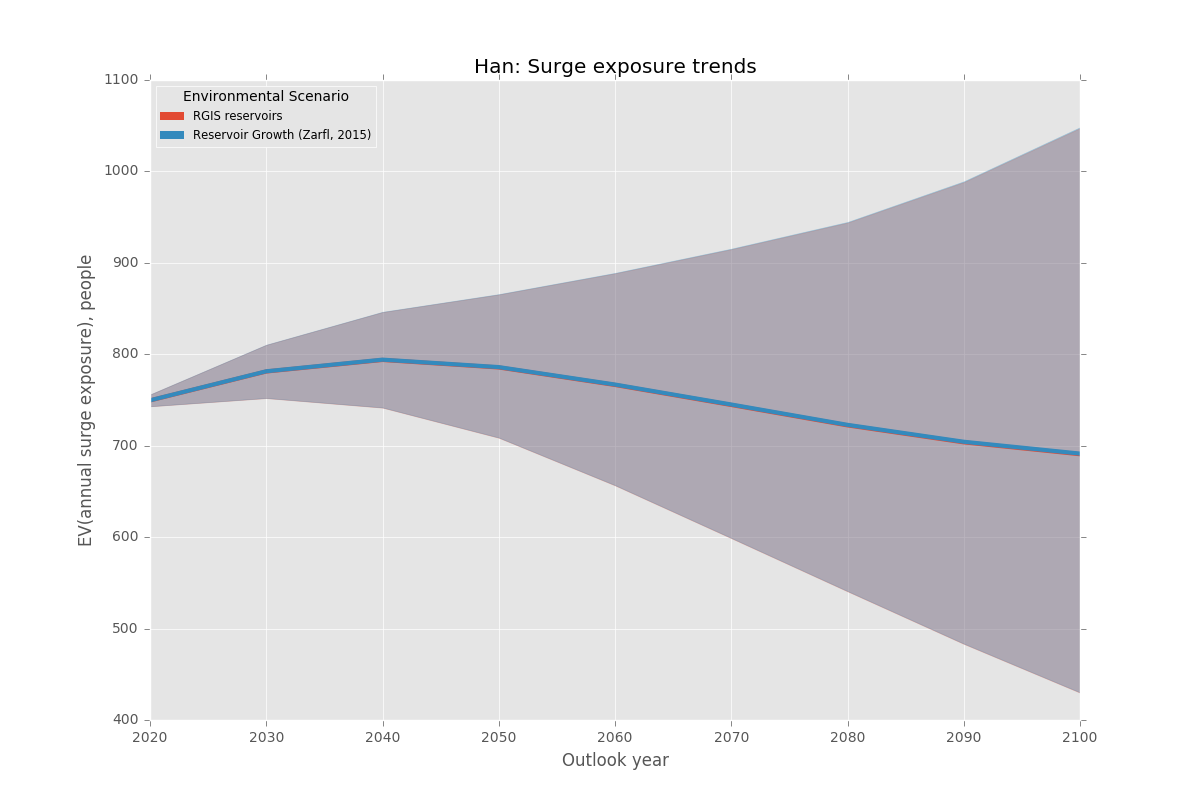 Han: Surge exposure trends
Environmental Scenario
RGIS reservoirs
Reservoir Growth (Zarfl, 2015)
EV(annual surge exposure), people
1100
1000
900
800
700
600
500
400
2020 2030 2040 2050 2060 2070 2080 2090 2100
Outlook year